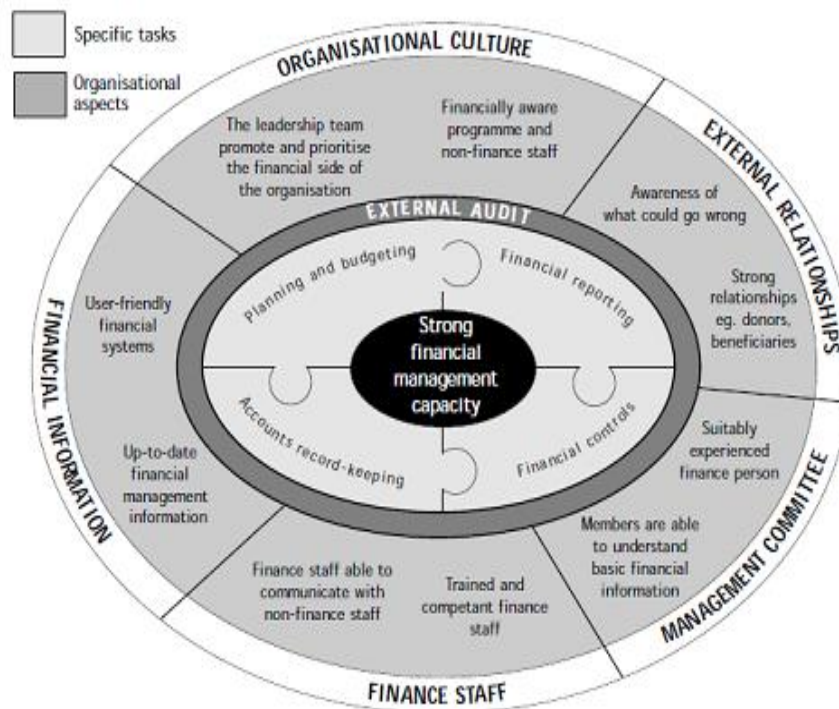 Specific tasks
Organisational
aspects
ORGANISATIONAL CULTURE
The leadership team
promote and prioritise
the financial side of
the organisation
Financially aware
programme and
non-finance staff
EXTERNAL RELATIONSHIPS
Awareness of
what could go wrong
Strong
relationships
eg. donors,
beneficiaries
EXTERNAL AUDIT
Planning and budgeting
Financial reporting
Strong
financial
management
capacity
Accounts record-keeping
Financial controls
FINANCIAL INFORMATION
User-friendly
financial
systems
Up-to-date
financial
management
information
MANAGEMENT COMMITTEE
Suitably
experienced
finance person
Members are able
to understand
basic financial
information
Finance staff able to
communicate with
non-finance staff
Trained and
competant finance
staff
FINANCE STAFF